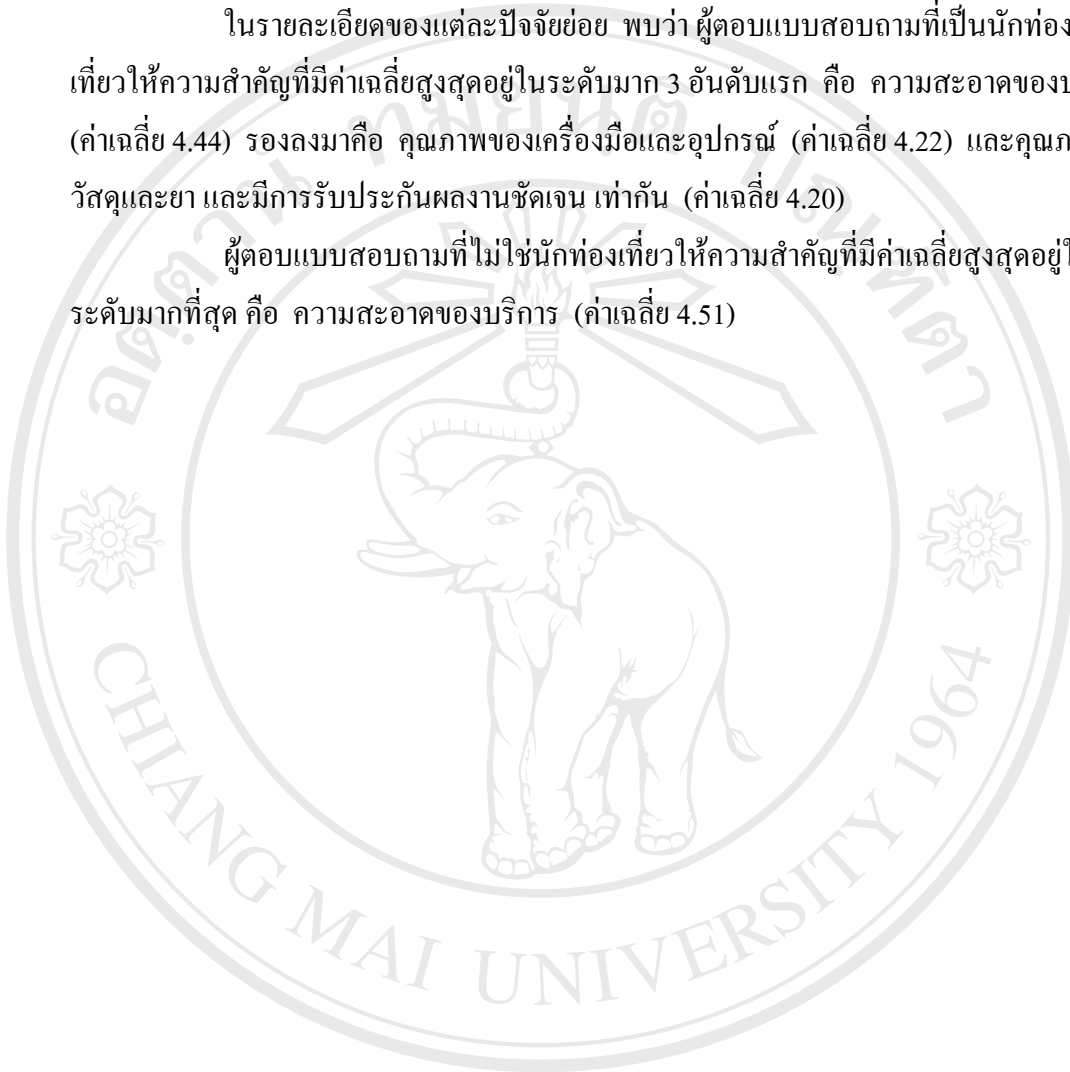 ในรายละเอียดของแต่ละปัจจัยย่อย พบว่า ผู้ตอบแบบสอบถามที่เป็นนักท่อง
เที่ยวให้ความสำคัญที่มีค่าเฉลี่ยสูงสุดอยู่ในระดับมาก 3 อันดับแรก คือ ความสะอาดของบ
(ค่าเฉลี่ย 4.44) รองลงมาคือ คุณภาพของเครื่องมือและอุปกรณ์ (ค่าเฉลี่ย 4.22) และคุณภ
วัสดุและยา และมีการรับประกันผลงานชัดเจน เท่ากัน (ค่าเฉลี่ย 4.20)
ผู้ตอบแบบสอบถามที่ไม่ใช่นักท่องเที่ยวให้ความสำคัญที่มีค่าเฉลี่ยสูงสุดอยู่ใ
ระดับมากที่สุด คือ ความสะอาดของบริการ (ค่าเฉลี่ย 4.51)
อตฺตานํ ทมยนฺติ ปณฺฑิตา
CHIANG MAI UNIVERSITY 1964